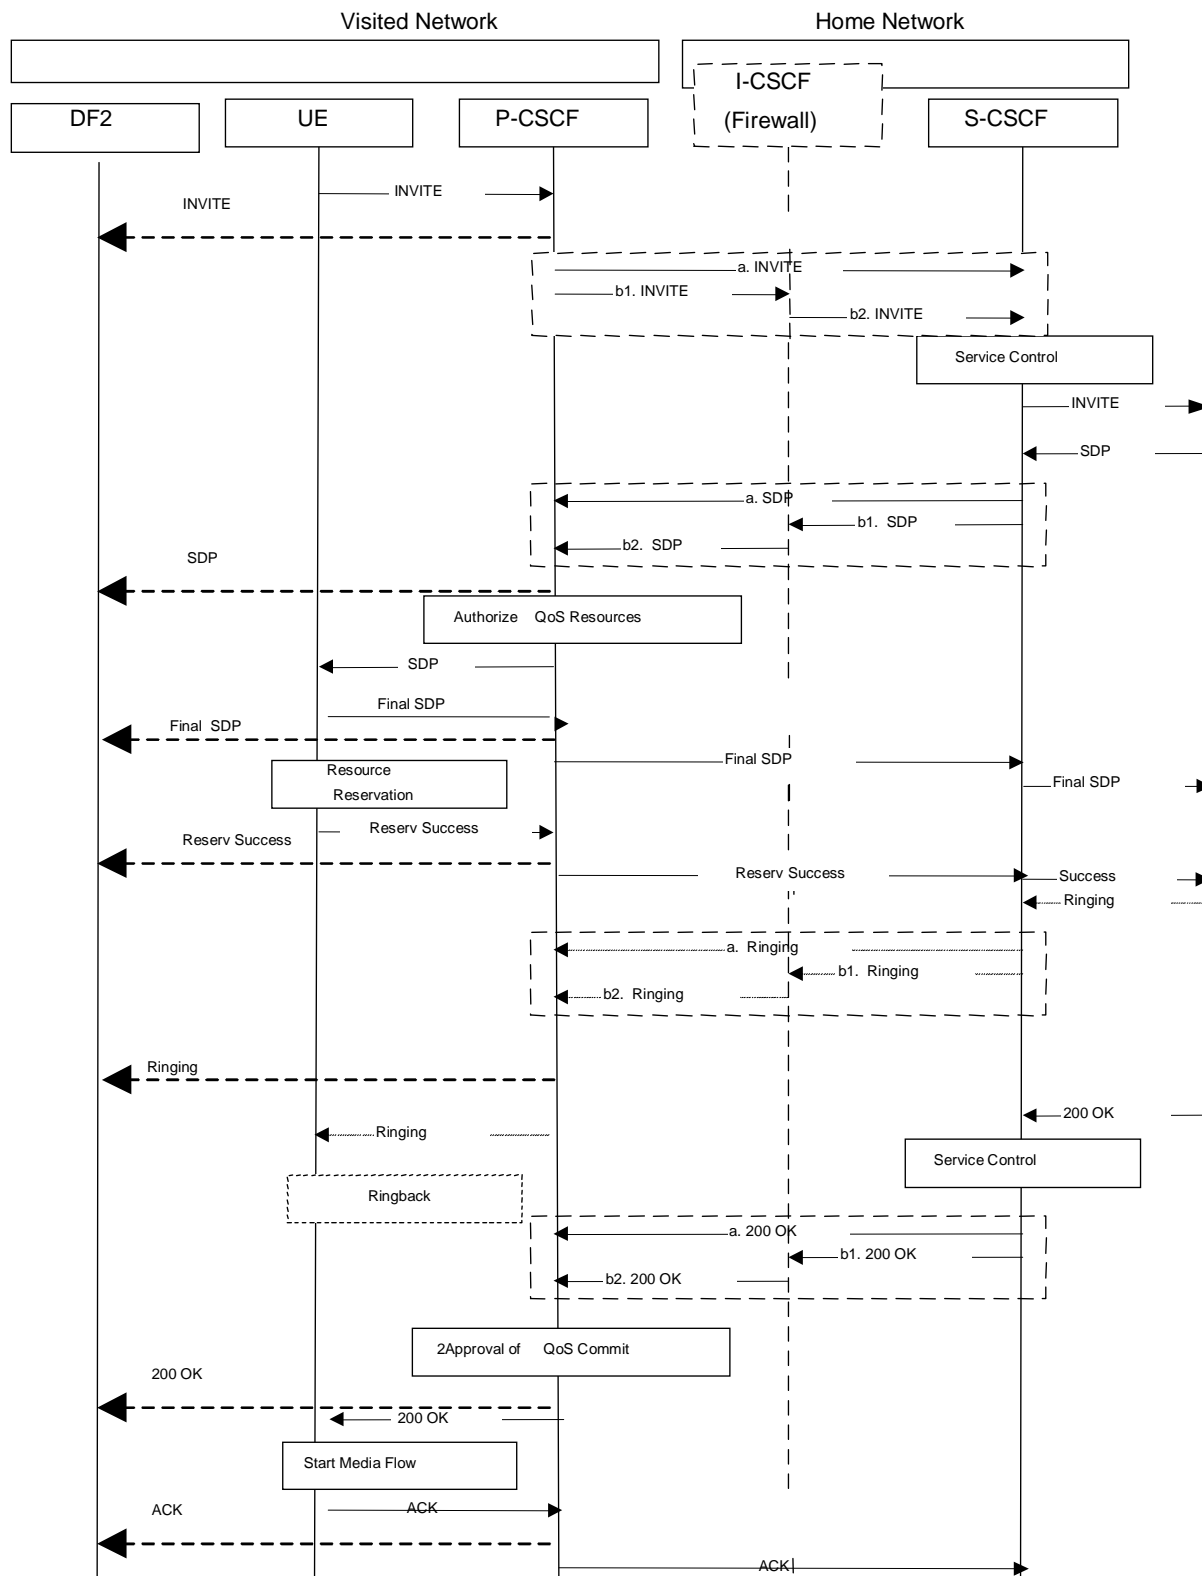 Visited Network
Home Network
I-CSCF
(Firewall)
DF2
UE
P-CSCF
S-CSCF
INVITE
INVITE
a. INVITE
b1. INVITE
b2. INVITE
Service Control
INVITE
SDP
a. SDP
b1. SDP
b2. SDP
SDP
Authorize QoS Resources
SDP
Final SDP
Final SDP
Final SDP
Resource
Reservation
Final SDP
Reserv Success
Reserv Success
Reserv Success
Success
Ringing
a. Ringing
b1. Ringing
b2. Ringing
Ringing
200 OK
Ringing
Service Control
Ringback
a. 200 OK
b1. 200 OK
b2. 200 OK
2Approval of QoS Commit
200 OK
200 OK
Start Media Flow
ACK
ACK
ACK